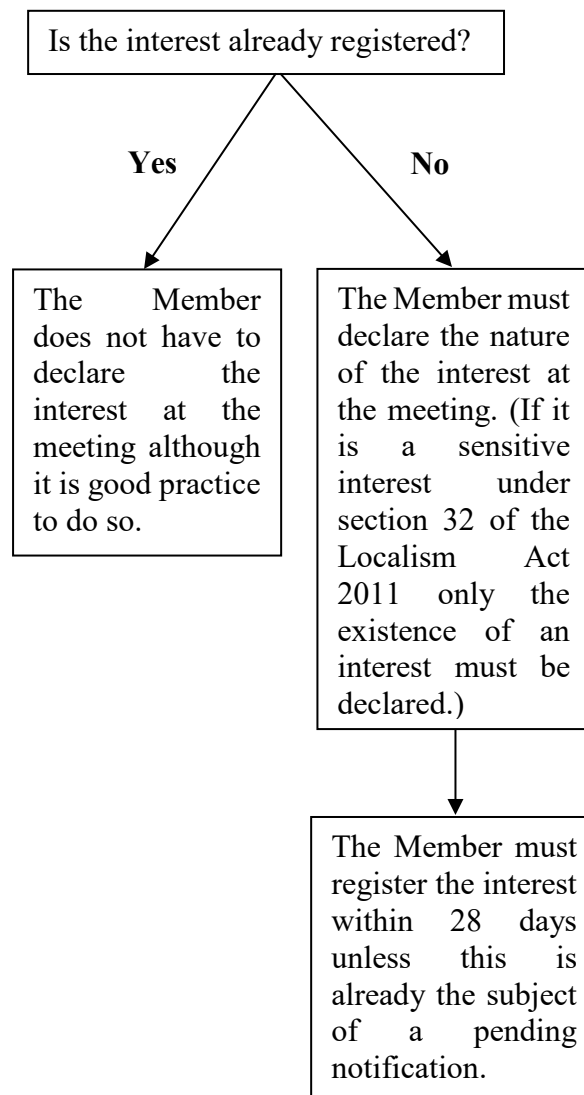 Is the interest already registered?
Yes
No
The Member
does not have to
declare the
interest at the
meeting although
it is good practice
to do so.
The Member must
declare the nature
of the interest at
the meeting. (If it
is a sensitive
interest under
section 32 of the
Localism Act
2011 only the
existence of an
interest must be
declared.)
The Member must
register the interest
within 28 days
unless this is
already the subject
of a pending
notification.